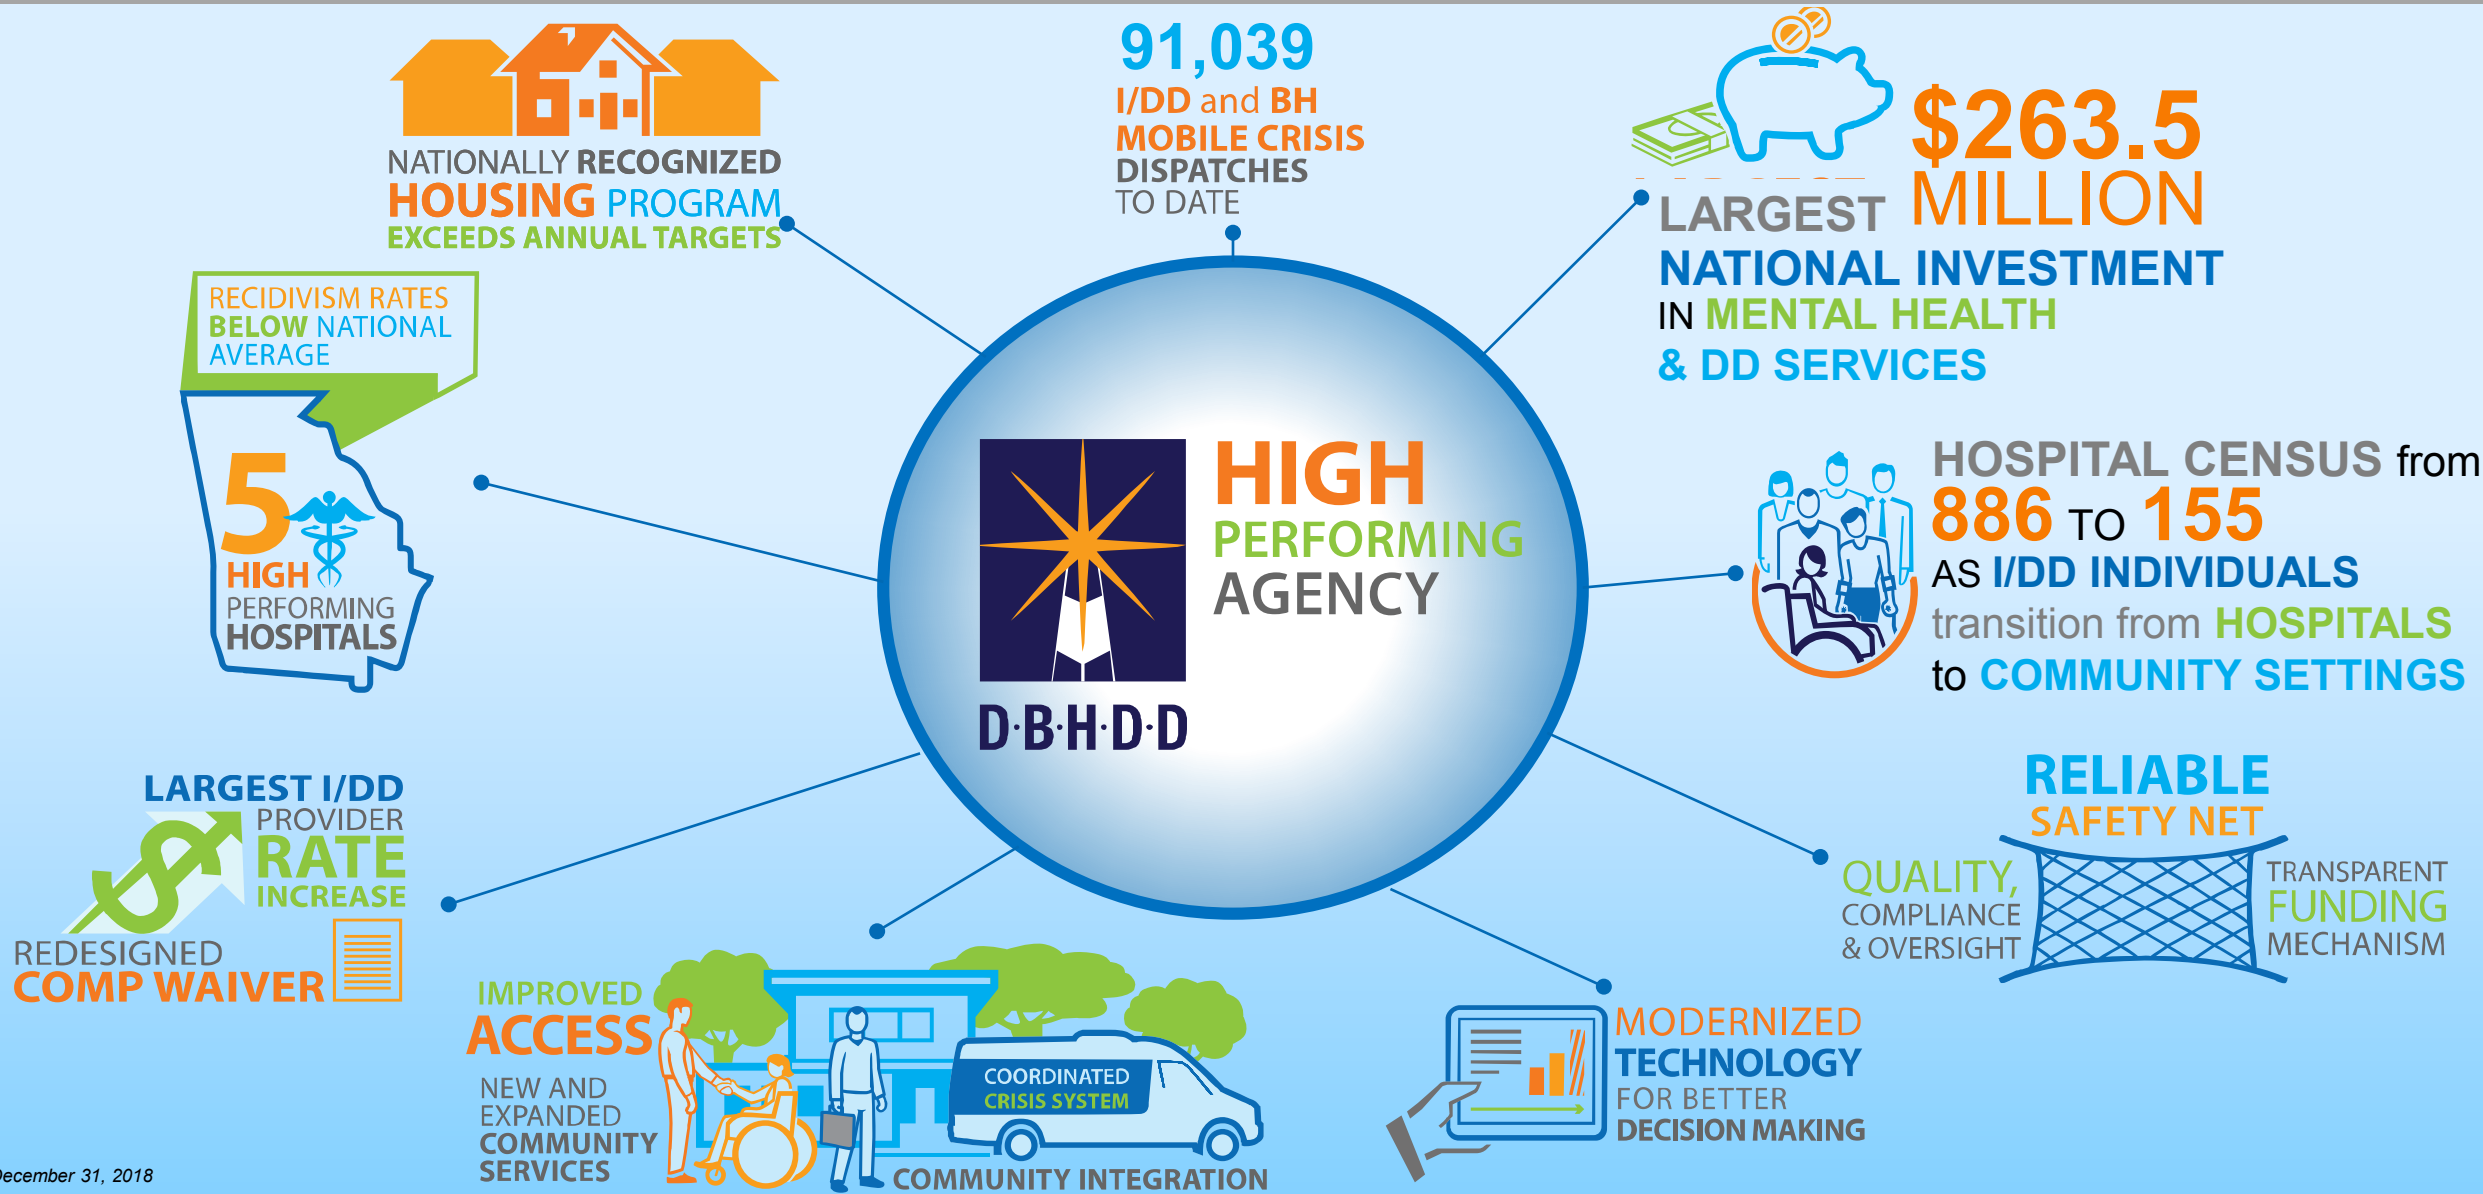 NATIONALLY RECOGNIZED
HOUSING PROGRAM
EXCEEDS ANNUAL TARGETS
91,039
I/DD and BH
MOBILE CRISIS
DISPATCHES
TO DATE
$263.5
MILLION
LARGEST
NATIONAL INVESTMENT
IN MENTAL HEALTH
& DD SERVICES
RECIDIVISM RATES
BELOW NATIONAL
AVERAGE
5
HIGH
PERFORMING
HOSPITALS
HIGH
PERFORMING
AGENCY
D·B·H·D·D
HOSPITAL CENSUS from
886 TO 155
AS I/DD INDIVIDUALS
transition from HOSPITALS
to COMMUNITY SETTINGS
LARGEST I/DD
PROVIDER
RATE
INCREASE
REDESIGNED
COMP WAIVER
RELIABLE
SAFETY NET
QUALITY,
COMPLIANCE
& OVERSIGHT
TRANSPARENT
FUNDING
MECHANISM
IMPROVED
ACCESS
NEW AND
EXPANDED
COMMUNITY
SERVICES
COORDINATED
CRISIS SYSTEM
COMMUNITY INTEGRATION
MODERNIZED
TECHNOLOGY
FOR BETTER
DECISION MAKING
December 31, 2018